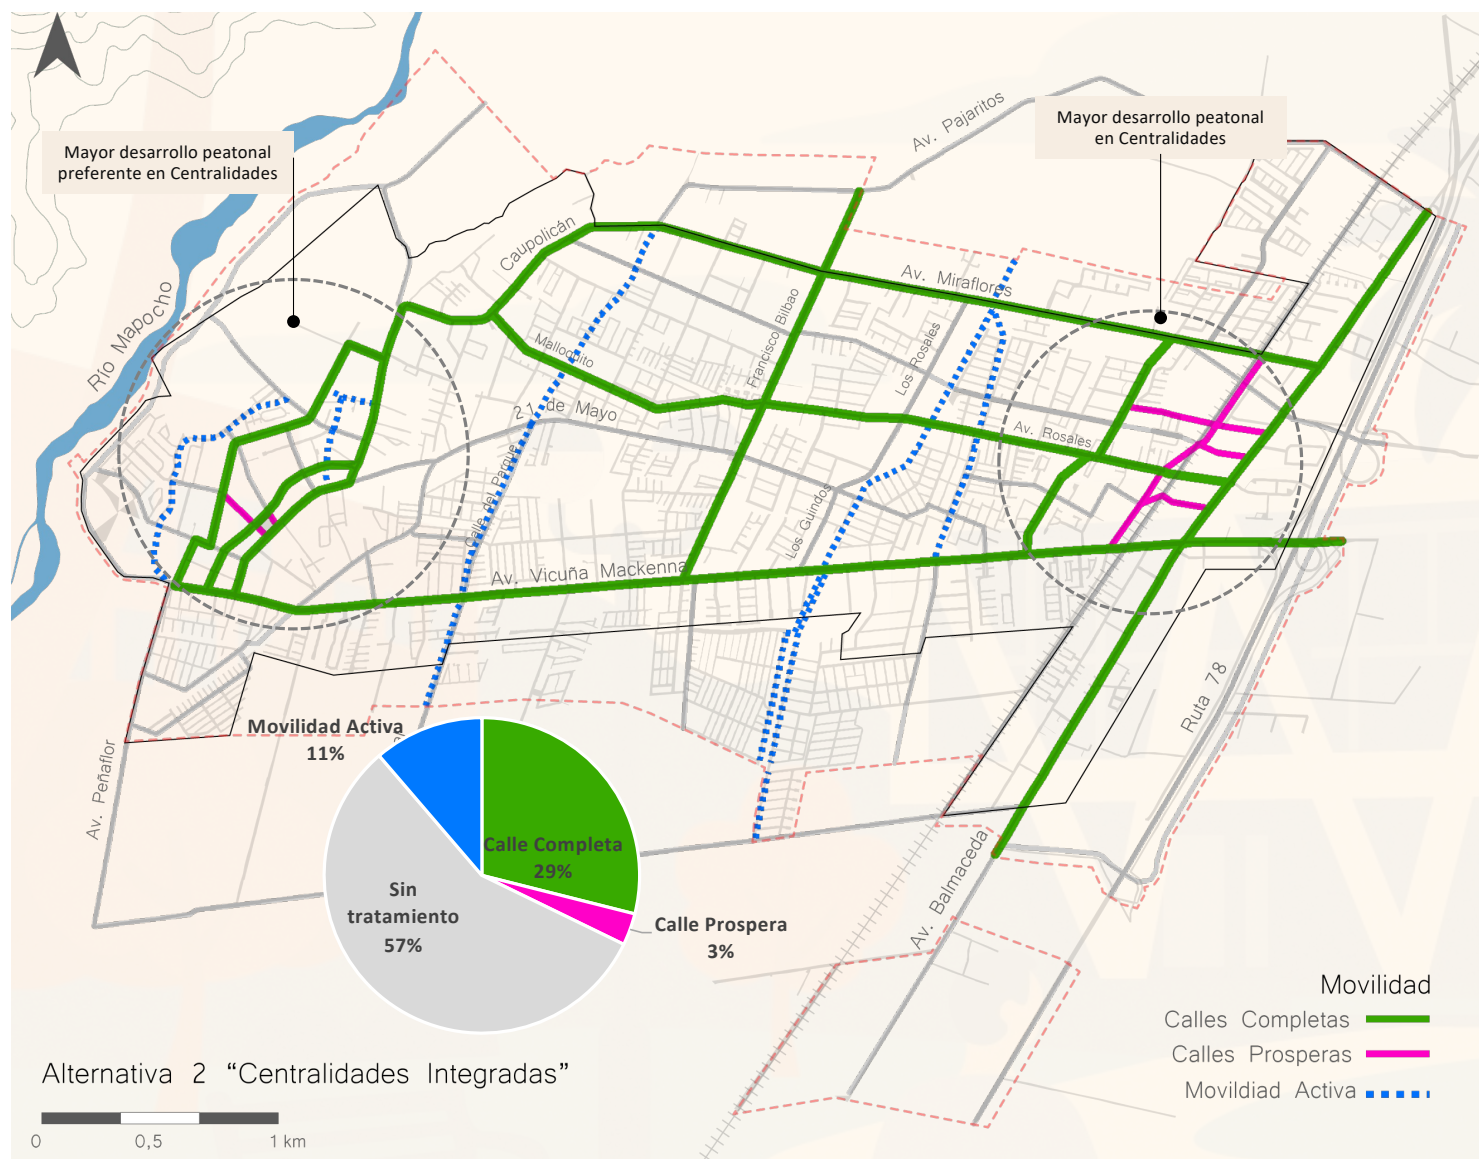 Mayor desarrollo peatonal
preferente en Centralidades
Mayor desarrollo peatonal
en Centralidades
Av. Pajaritos
Río Mapocho
Caupolicán
Av. Miraflores
Malloquito
Francisco Bilbao
Los Rosales
21 de Mayo
Av. Rosales
Calle del Parque
Los Guindos
Av. Vicuña Mackenna
Ruta 78
Av. Peñaflor
Av. Balmaceda
Movilidad Activa
11%
Calle Completa
29%
Sin
tratamiento
57%
Calle Prospera
3%
Movilidad
Calles Completas
Calles Prosperas
Movildiad Activa
Alternativa 2 “Centralidades Integradas”
0 0,5 1 km